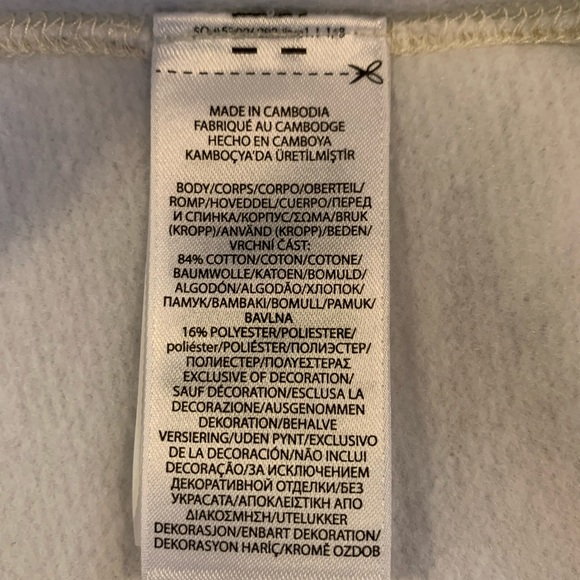 MADE IN CAMBODIA
FABRIQUÉ AU CAMBODGE
HECHO EN CAMBOYA
KAMBOÇYA'DA ÜRETİLMİŞTİR
BODY/CORPS/CORPO/OBERTEIL/
ROMP/HOVEDDEL/CUERPO/ПЕРЕД
И СПИНКА/КОРПУС/ΣΩΜΑ/BRUK
(KROPP)/ANVÄND (KROPP)/BEDEN/
VRCHNÍ ČÁST:
84% COTTON/COTON/COTONE/
BAUMWOLLE/KATOEN/BOMULD/
ALGODÓN/ALGODÃO/ХЛОПОК/
ПАМУК/ΒΑΜΒΑΚΙ/BOMULL/PAMUK/
BAVLNA
16% POLYESTER/POLIESTERE/
poliéster/POLIÉSTER/ПОЛИЭСТЕР/
ПОЛИЕСТЕР/ΠΟΛΥΕΣΤΕΡΑΣ
EXCLUSIVE OF DECORATION/
SAUF DÉCORATION/ESCLUSA LA
DECORAZIONE/AUSGENOMMEN
DEKORATION/BEHALVE
VERSIERING/UDEN PYNT/EXCLUSIVO
DE LA DECORACIÓN/NÃO INCLUI
DECORAÇÃO/ЗА ИСКЛЮЧЕНИЕМ
ДЕКОРАТИВНОЙ ОТДЕЛКИ/БЕЗ
УКРАСАТА/ΑΠΟΚΛΕΙΣΤΙΚΗ ΑΠΟ
ΔΙΑΚΟΣΜΗΣΗ/UTELUKKER
DEKORASJON/ENBART DEKORATION/
DEKORASYON HARİÇ/KROMĚ OZDOB